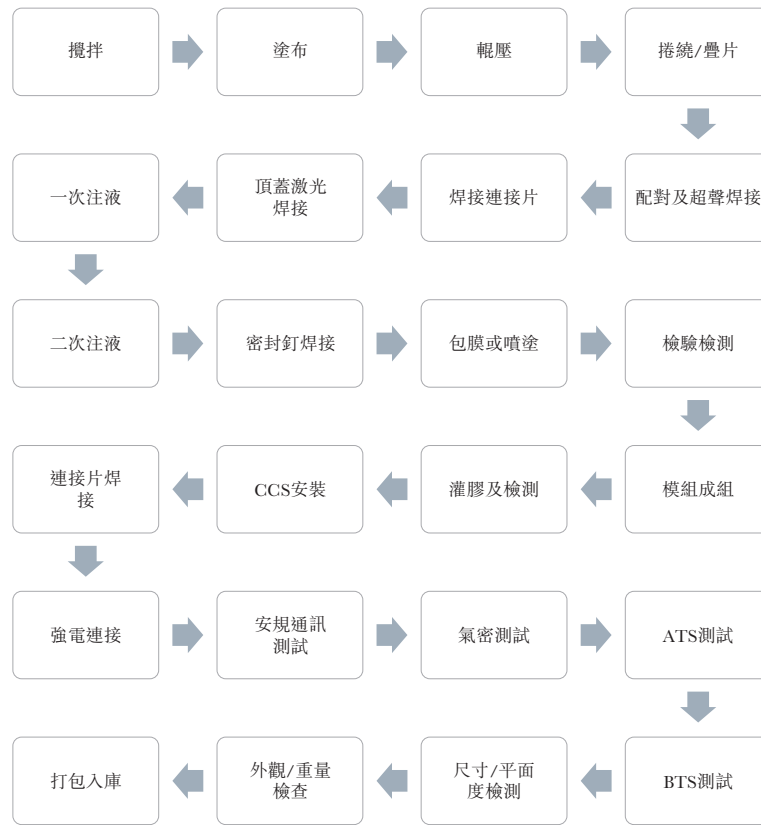 攪拌
塗布
輥壓
捲繞/疊片
配對及超聲焊接
焊接連接片
頂蓋激光
焊接
一次注液
二次注液
密封釘焊接
包膜或噴塗
檢驗檢測
模組成組
灌膠及檢測
CCS安裝
連接片焊
接
強電連接
安規通訊
測試
氣密測試
ATS測試
BTS測試
尺寸/平面
度檢測
外觀/重量
檢查
打包入庫